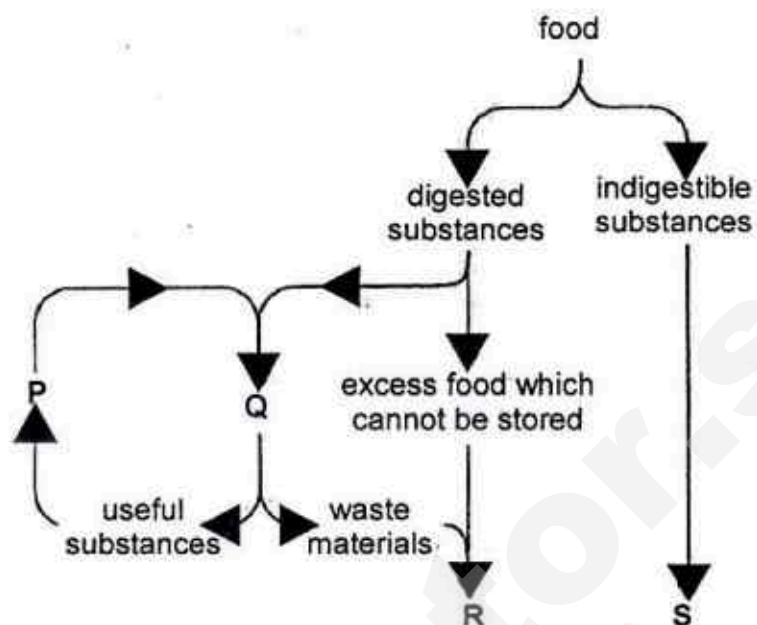 food
digested
substances
indigestible
substances
P
Q
excess food which
cannot be stored
useful
substances
waste
materials
R
S